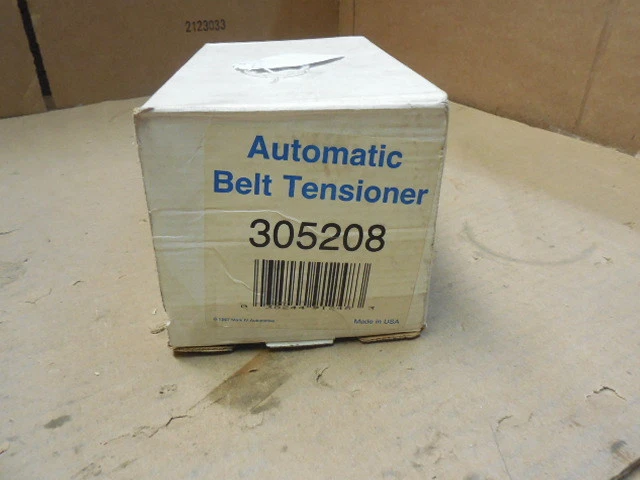 2123033
Automatic
Belt Tensioner
305208
Made in USA